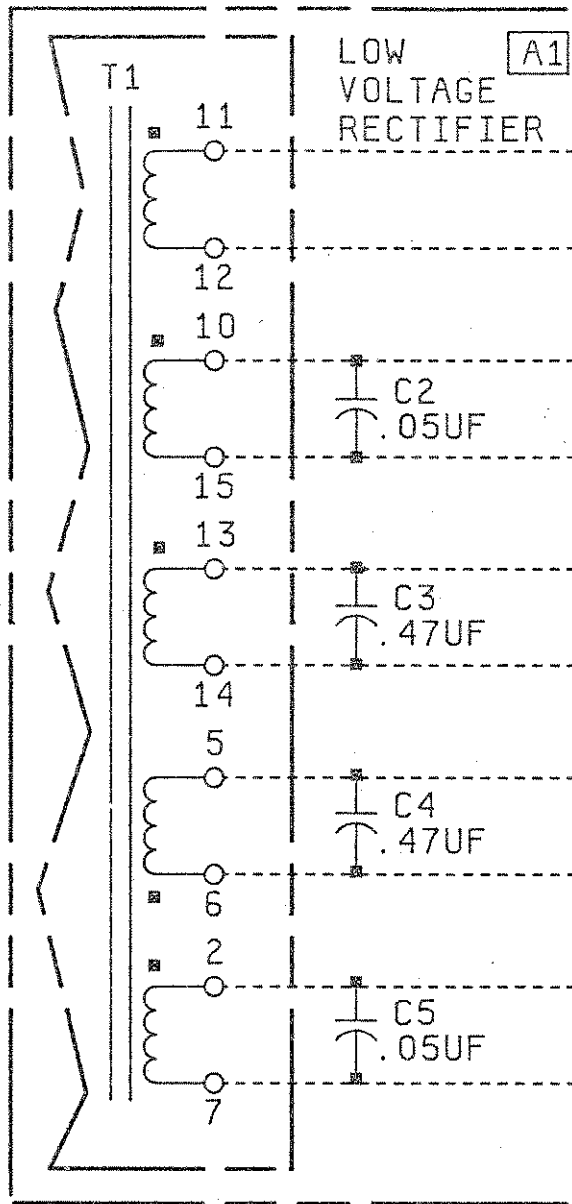 LOW
VOLTAGE
RECTIFIER
A1
T1
11
12
10
C2
.05UF
15
13
C3
.47UF
14
5
C4
.47UF
6
2
C5
.05UF
7